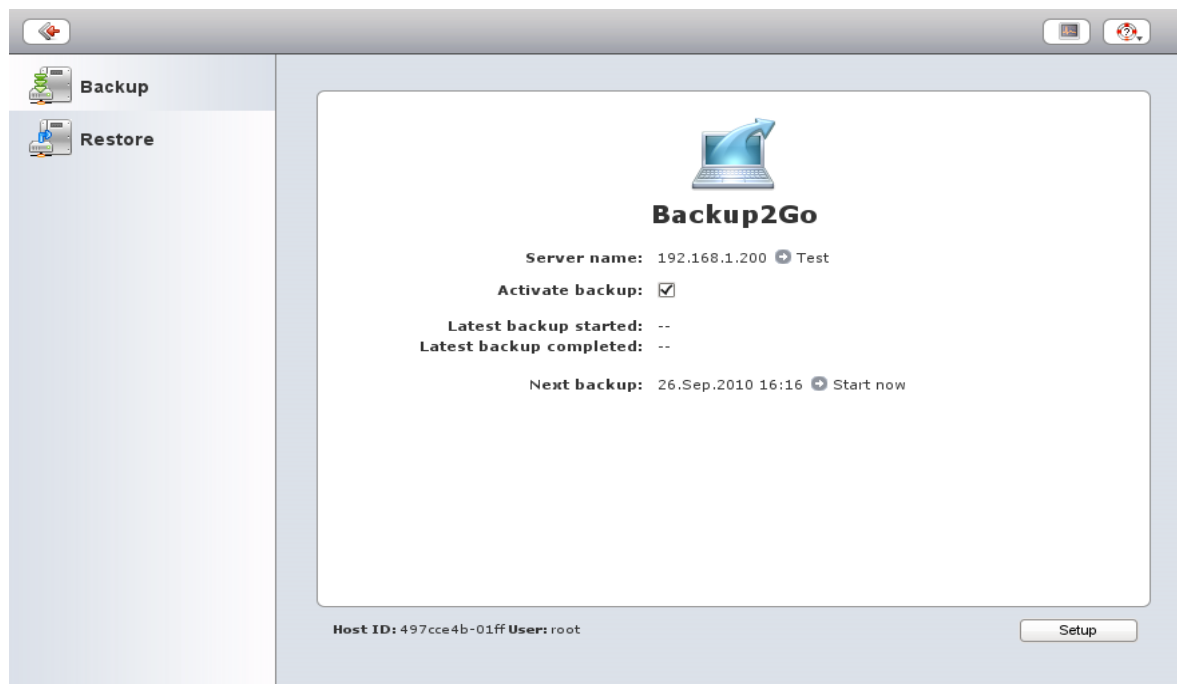 Backup
Restore
Backup2Go
Server name: 192.168.1.200 Test
Activate backup:
Latest backup started: --
Latest backup completed: --
Next backup: 26.Sep.2010 16:16 Start now
Host ID: 497cce4b-01ff User: root
Setup